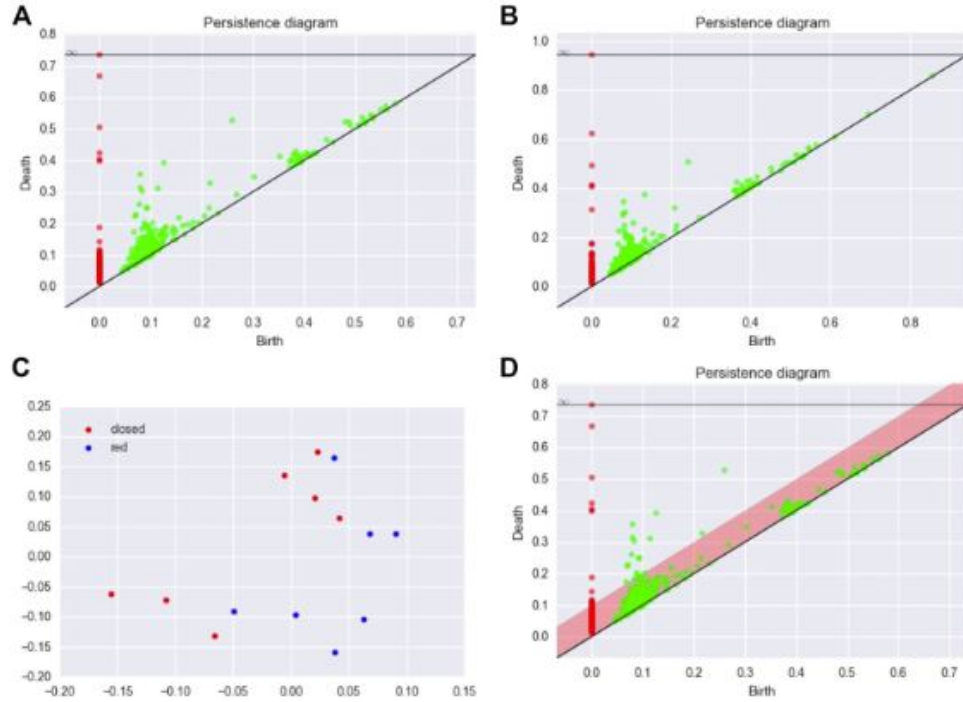 A
Persistence diagram
0.8
0.7
0.6
0.5
0.4
0.3
0.2
0.1
0.0
∞
Death
0.0 0.1 0.2 0.3 0.4 0.5 0.6 0.7
Birth
B
Persistence diagram
1.0
0.8
0.6
0.4
0.2
0.0
∞
Death
0.0 0.2 0.4 0.6 0.8
Birth
C
0.25
0.20
0.15
0.10
0.05
0.00
−0.05
−0.10
−0.15
−0.20
closed
red
−0.20 −0.15 −0.10 −0.05 0.00 0.05 0.10 0.15
D
Persistence diagram
0.8
0.7
0.6
0.5
0.4
0.3
0.2
0.1
0.0
∞
Death
0.0 0.1 0.2 0.3 0.4 0.5 0.6 0.7
Birth